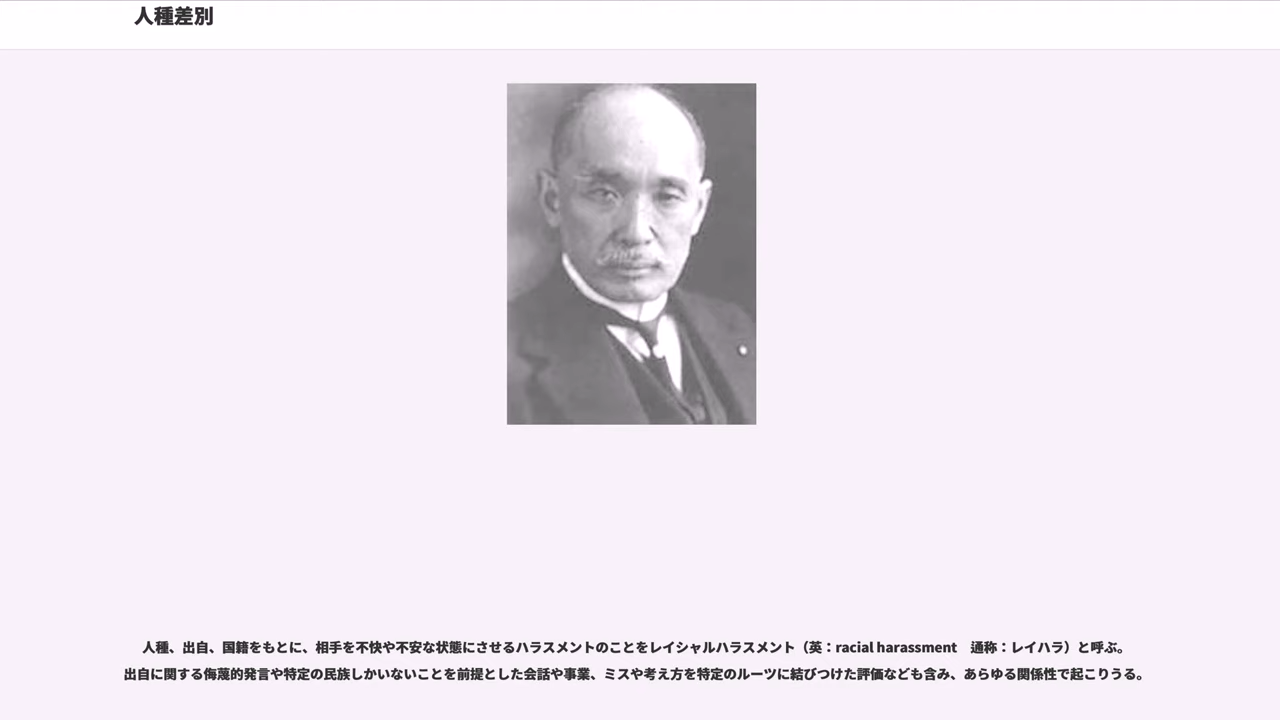 人種差別
人種、出自、国籍をもとに、相手を不快や不安な状態にさせるハラスメントのことをレイシャルハラスメント（英：racial harassment　通称：レイハラ）と呼ぶ。
出自に関する侮蔑的発言や特定の民族しかいないことを前提とした会話や事業、ミスや考え方を特定のルーツに結びつけた評価なども含み、あらゆる関係性で起こりうる。